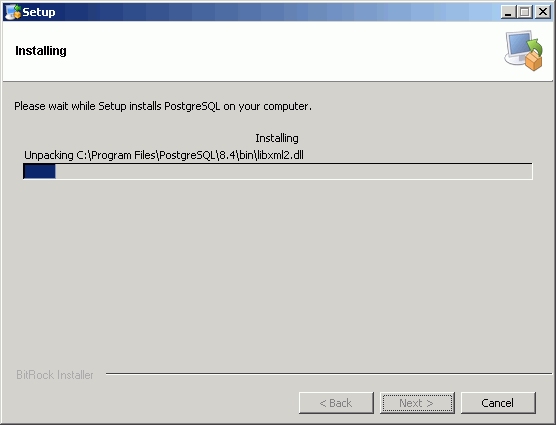 Setup
Installing
Please wait while Setup installs PostgreSQL on your computer.
Installing
Unpacking C:\Program Files\PostgreSQL\8.4\bin\libxml2.dll
BitRock Installer
< Back
Next >
Cancel